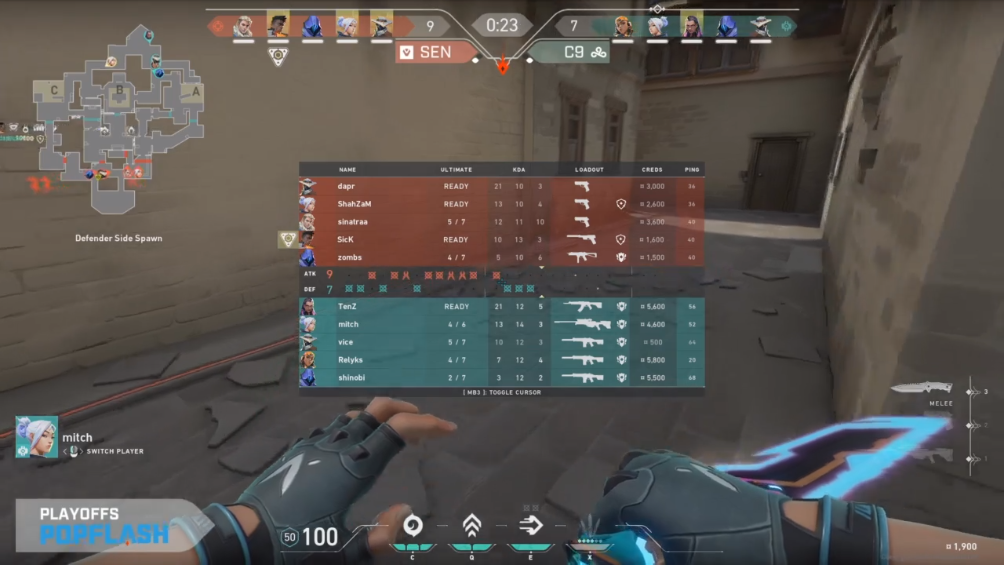 9 0:23 7
SEN C9
C B A
Defender Side Spawn
NAME ULTIMATE KDA LOADOUT CREDS PING
dapr READY 21 10 3 3,000 36
ShahZaM READY 13 10 4 2,600 36
sinatraa 5 / 7 12 11 10 3,600 40
SicK READY 10 13 3 1,600 40
zombs 4 / 7 5 10 6 1,500 40
ATK 9
DEF 7
TenZ READY 21 12 5 5,600 56
mitch 4 / 6 13 14 3 4,600 52
vice 5 / 7 10 12 3 900 64
Relyks 4 / 7 7 12 4 5,800 28
shinobi 2 / 7 3 12 2 5,500 68
[ MB3 ]: TOGGLE CURSOR
3
MELEE
2
1
mitch
SWITCH PLAYER
PLAYOFFS
POPFLASH
50 100
C Q E X
1,900